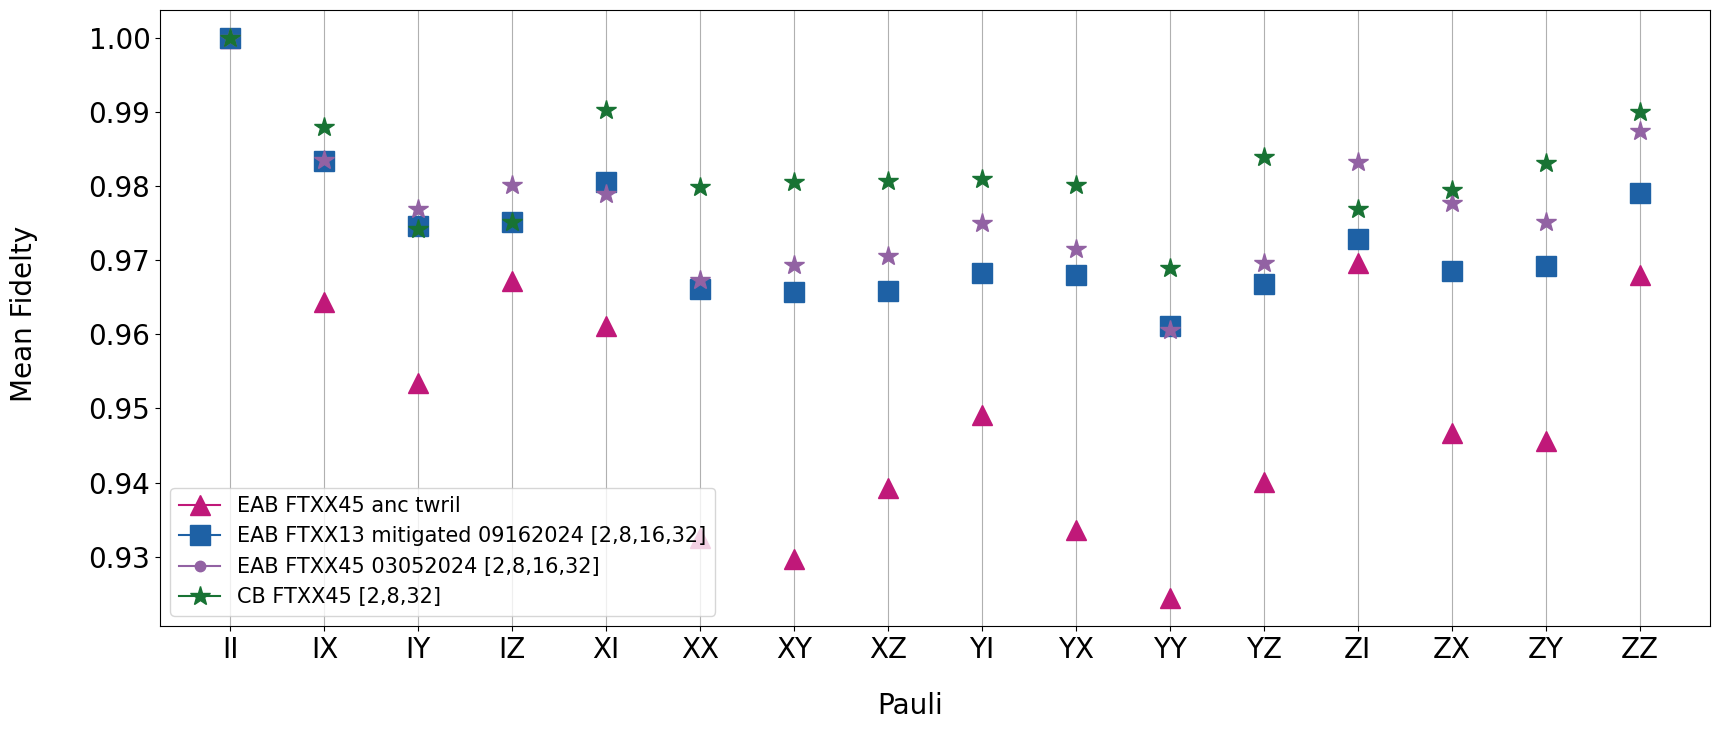 1.00
0.99
0.98
0.97
0.96
0.95
0.94
0.93
Mean Fidelty
EAB FTXX45 anc twril
EAB FTXX13 mitigated 09162024 [2,8,16,32]
EAB FTXX45 03052024 [2,8,16,32]
CB FTXX45 [2,8,32]
II IX IY IZ XI XX XY XZ YI YX YY YZ ZI ZX ZY ZZ
Pauli